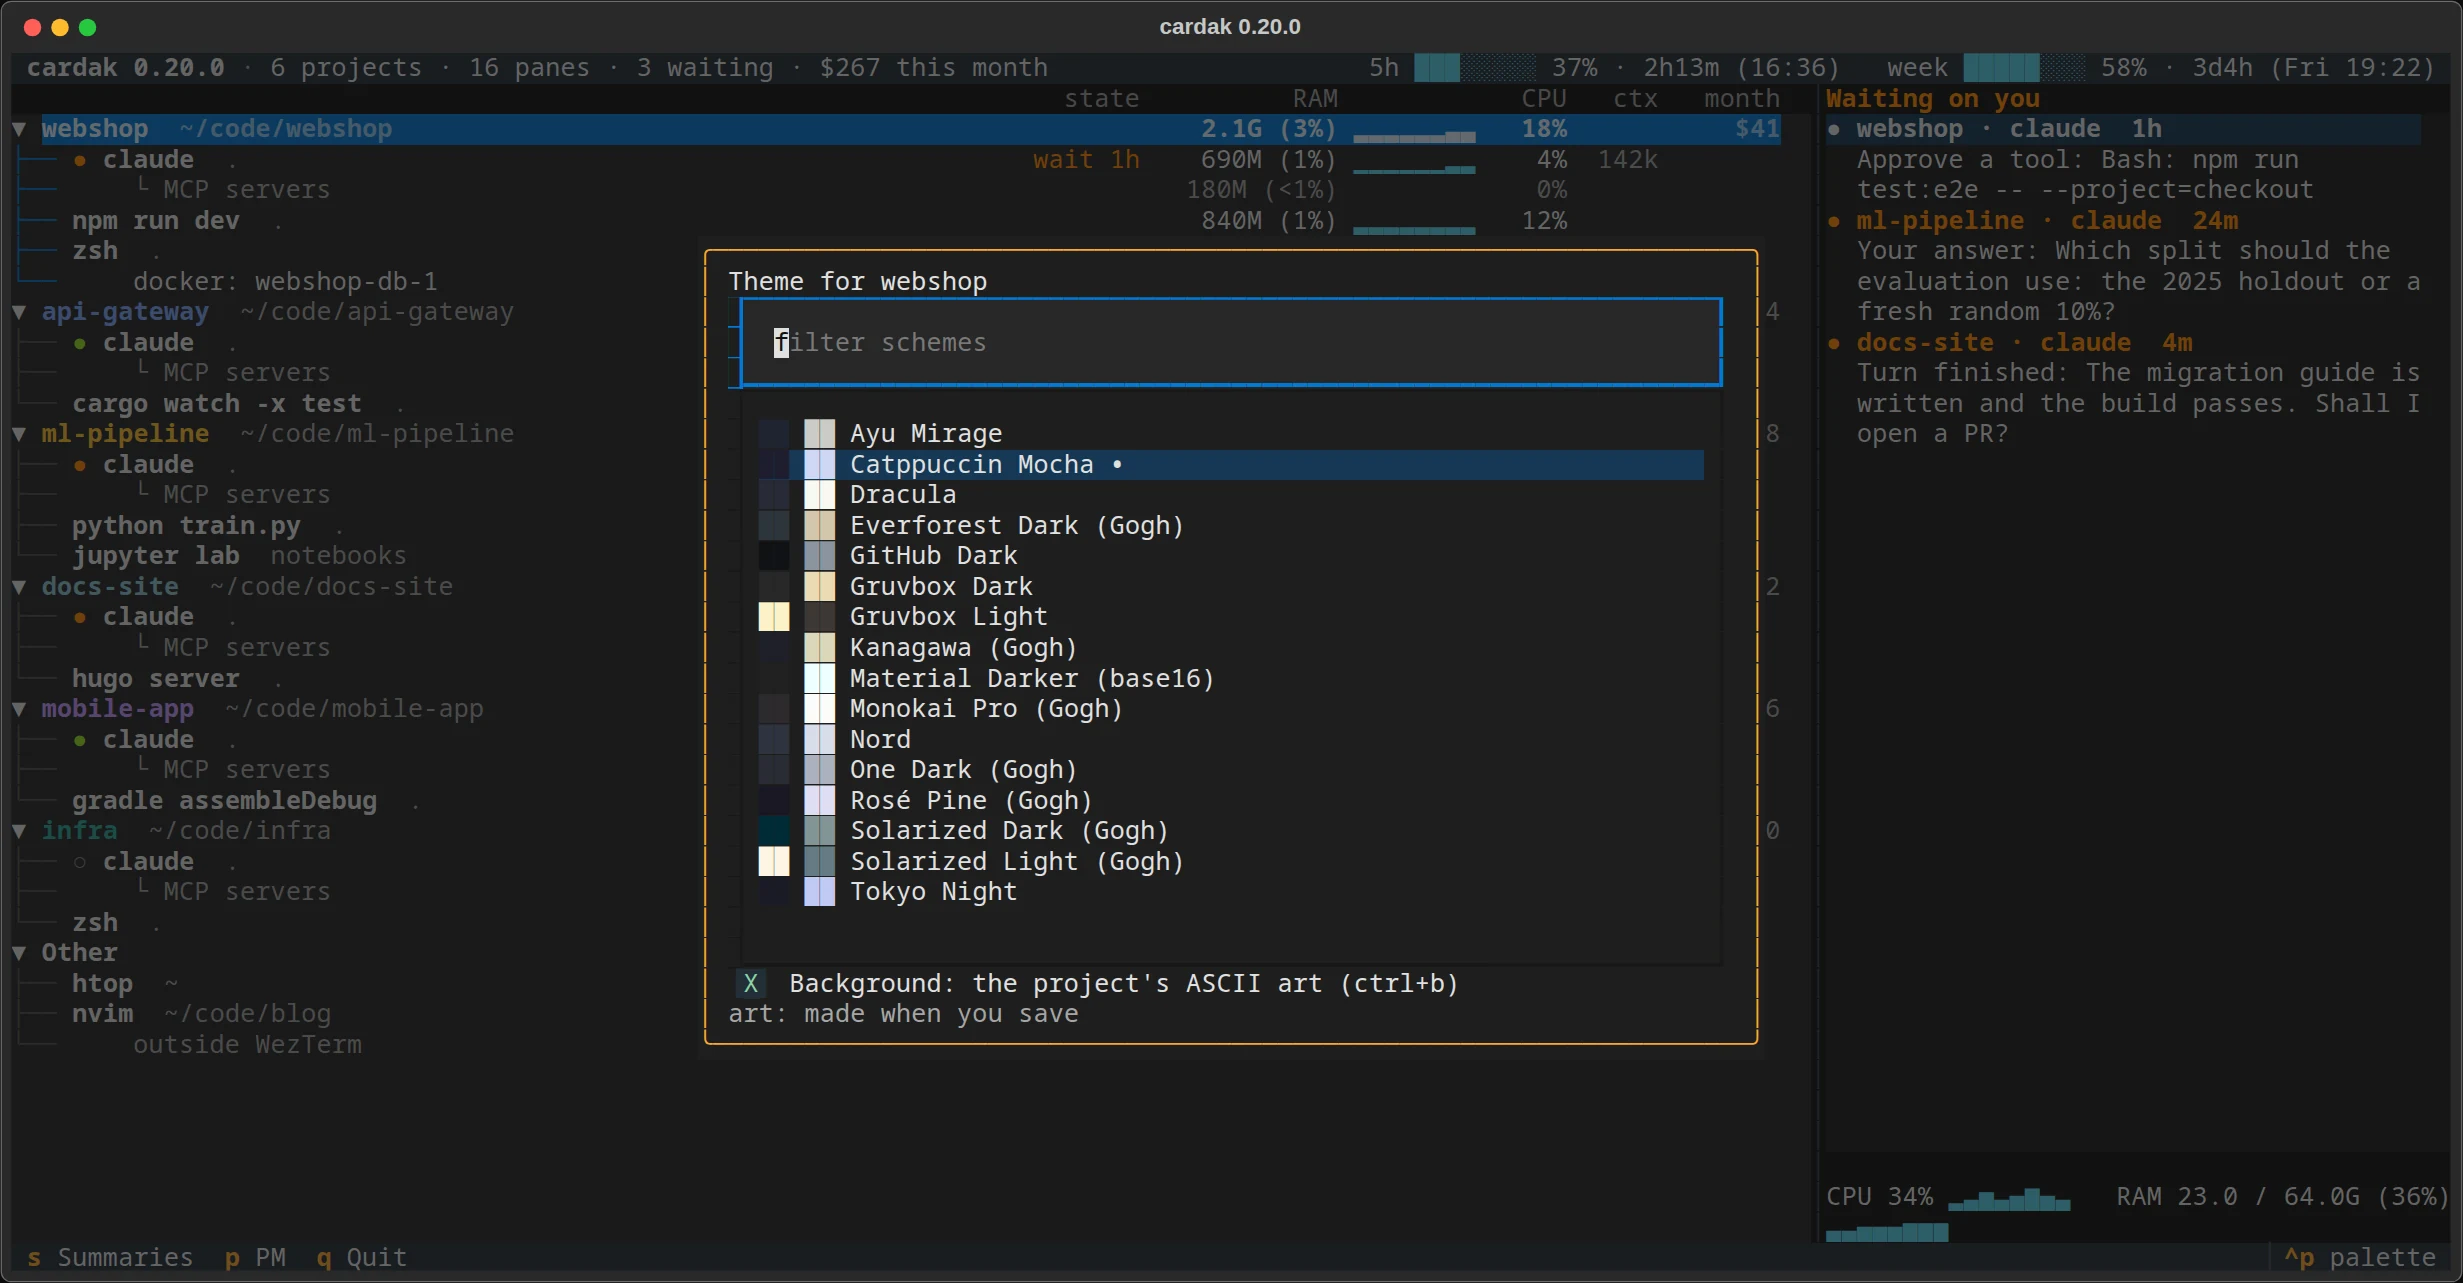 cardak 0.20.0
cardak 0.20.0 · 6 projects · 16 panes · 3 waiting · $267 this month 5h 37% · 2h13m (16:36) week 58% · 3d4h (Fri 19:22)
state RAM CPU ctx month
▼ webshop ~/code/webshop 2.1G (3%) 18% $41
● claude . wait 1h 690M (1%) 4% 142k
└ MCP servers 180M (<1%) 0%
npm run dev . 840M (1%) 12%
zsh .
docker: webshop-db-1
▼ api-gateway ~/code/api-gateway 4
● claude .
└ MCP servers
cargo watch -x test .
▼ ml-pipeline ~/code/ml-pipeline 8
● claude .
└ MCP servers
python train.py .
jupyter lab notebooks
▼ docs-site ~/code/docs-site 2
● claude .
└ MCP servers
hugo server .
▼ mobile-app ~/code/mobile-app 6
● claude .
└ MCP servers
gradle assembleDebug .
▼ infra ~/code/infra 0
○ claude .
└ MCP servers
zsh .
▼ Other
htop ~
nvim ~/code/blog
outside WezTerm
Theme for webshop
filter schemes
Ayu Mirage
Catppuccin Mocha •
Dracula
Everforest Dark (Gogh)
GitHub Dark
Gruvbox Dark
Gruvbox Light
Kanagawa (Gogh)
Material Darker (base16)
Monokai Pro (Gogh)
Nord
One Dark (Gogh)
Rosé Pine (Gogh)
Solarized Dark (Gogh)
Solarized Light (Gogh)
Tokyo Night
X Background: the project's ASCII art (ctrl+b)
art: made when you save
Waiting on you
● webshop · claude 1h
Approve a tool: Bash: npm run
test:e2e -- --project=checkout
● ml-pipeline · claude 24m
Your answer: Which split should the
evaluation use: the 2025 holdout or a
fresh random 10%?
● docs-site · claude 4m
Turn finished: The migration guide is
written and the build passes. Shall I
open a PR?
CPU 34% RAM 23.0 / 64.0G (36%)
s Summaries p PM q Quit ^p palette